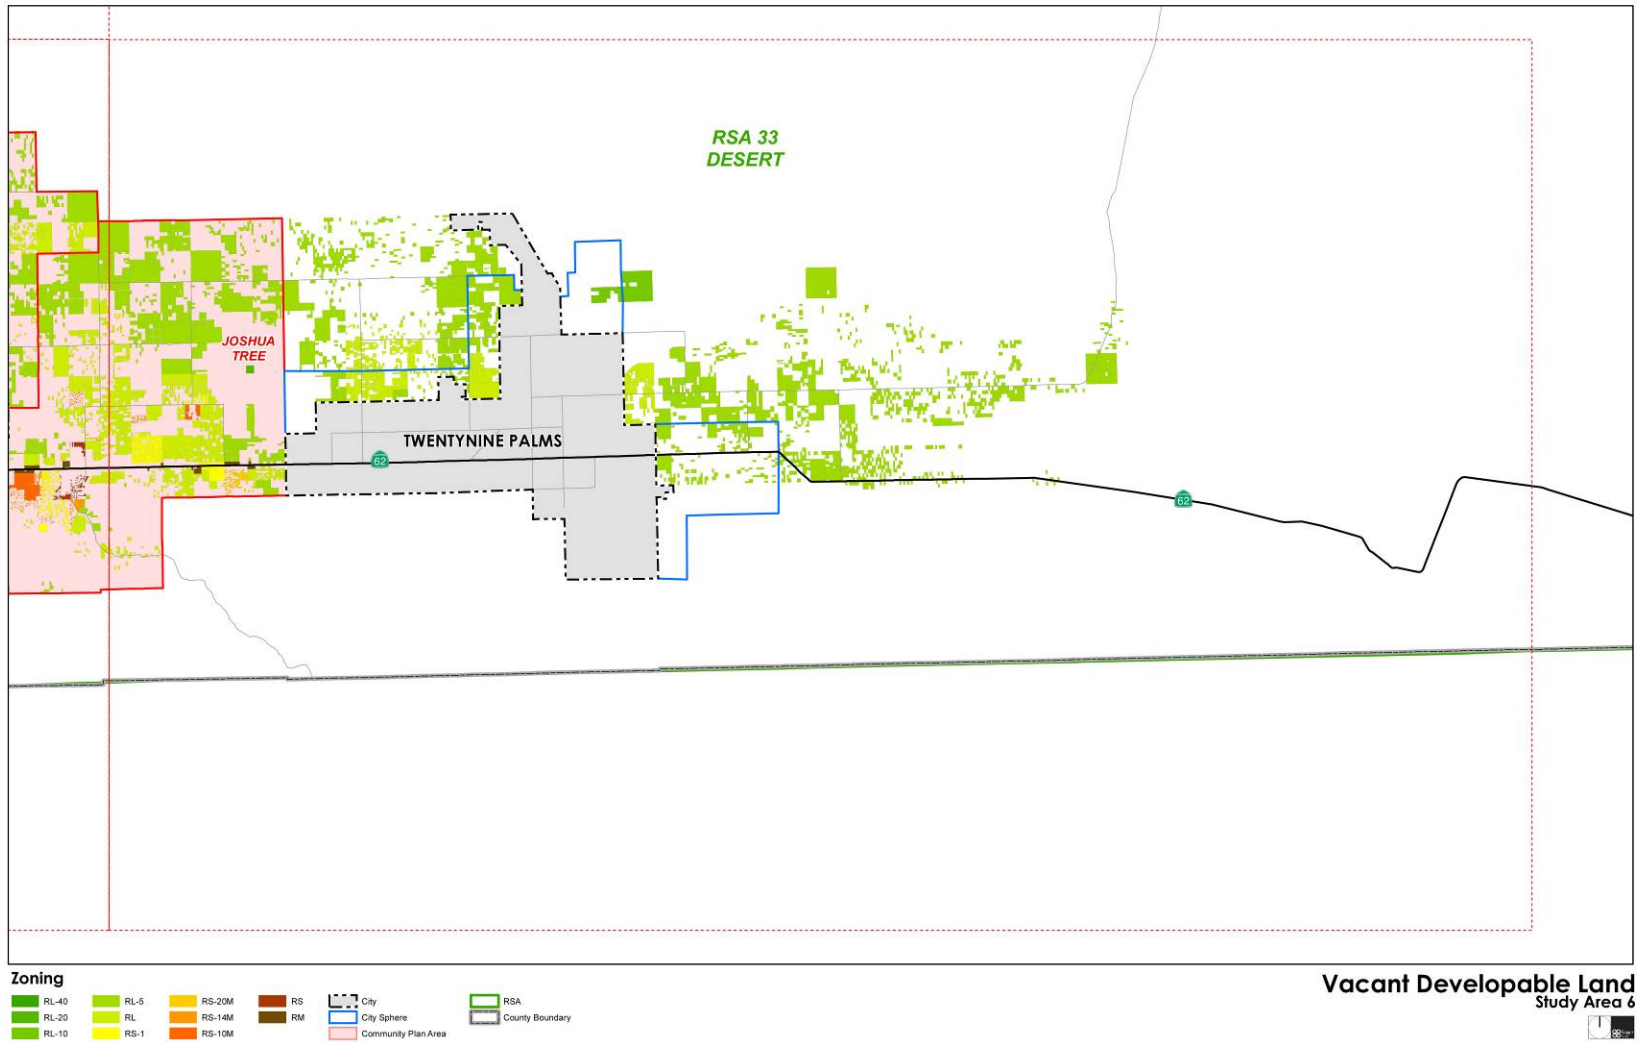 RSA 33
DESERT
JOSHUA
TREE
TWENTYNINE PALMS
62
62
Zoning
RL-40
RL-20
RL-10
RL-5
RL
RS-1
RS-20M
RS-14M
RS-10M
RS
RM
City
City Sphere
Community Plan Area
RSA
County Boundary
Vacant Developable Land
Study Area 6